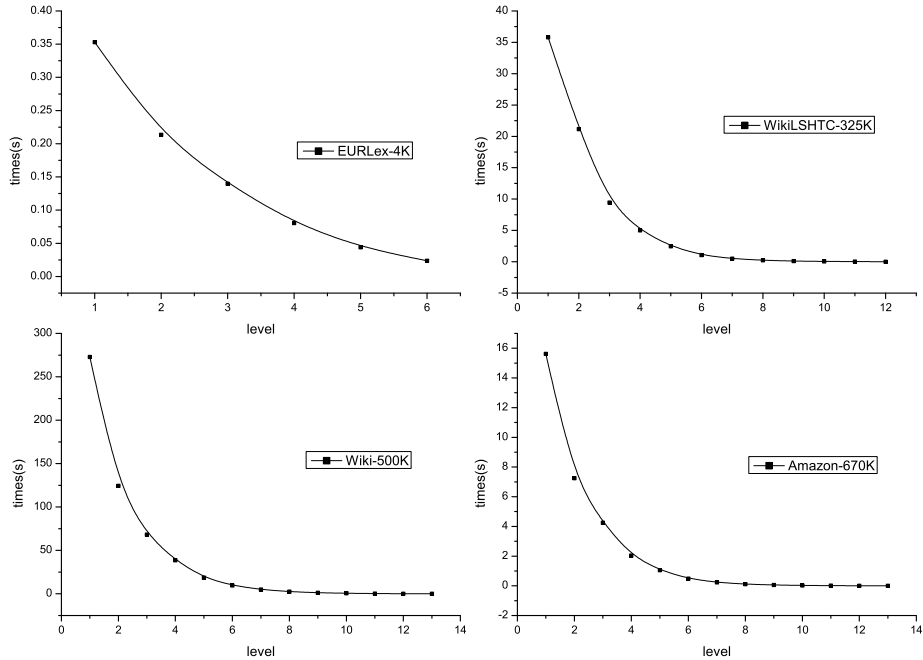 0.40
0.35
0.30
0.25
0.20
0.15
0.10
0.05
0.00
times(s)
EURLex-4K
1 2 3 4 5 6
level
40
35
30
25
20
15
10
5
0
-5
times(s)
WikiLSHTC-325K
0 2 4 6 8 10 12
level
300
250
200
150
100
50
0
times(s)
Wiki-500K
0 2 4 6 8 10 12 14
level
16
14
12
10
8
6
4
2
0
-2
times(s)
Amazon-670K
0 2 4 6 8 10 12 14
level